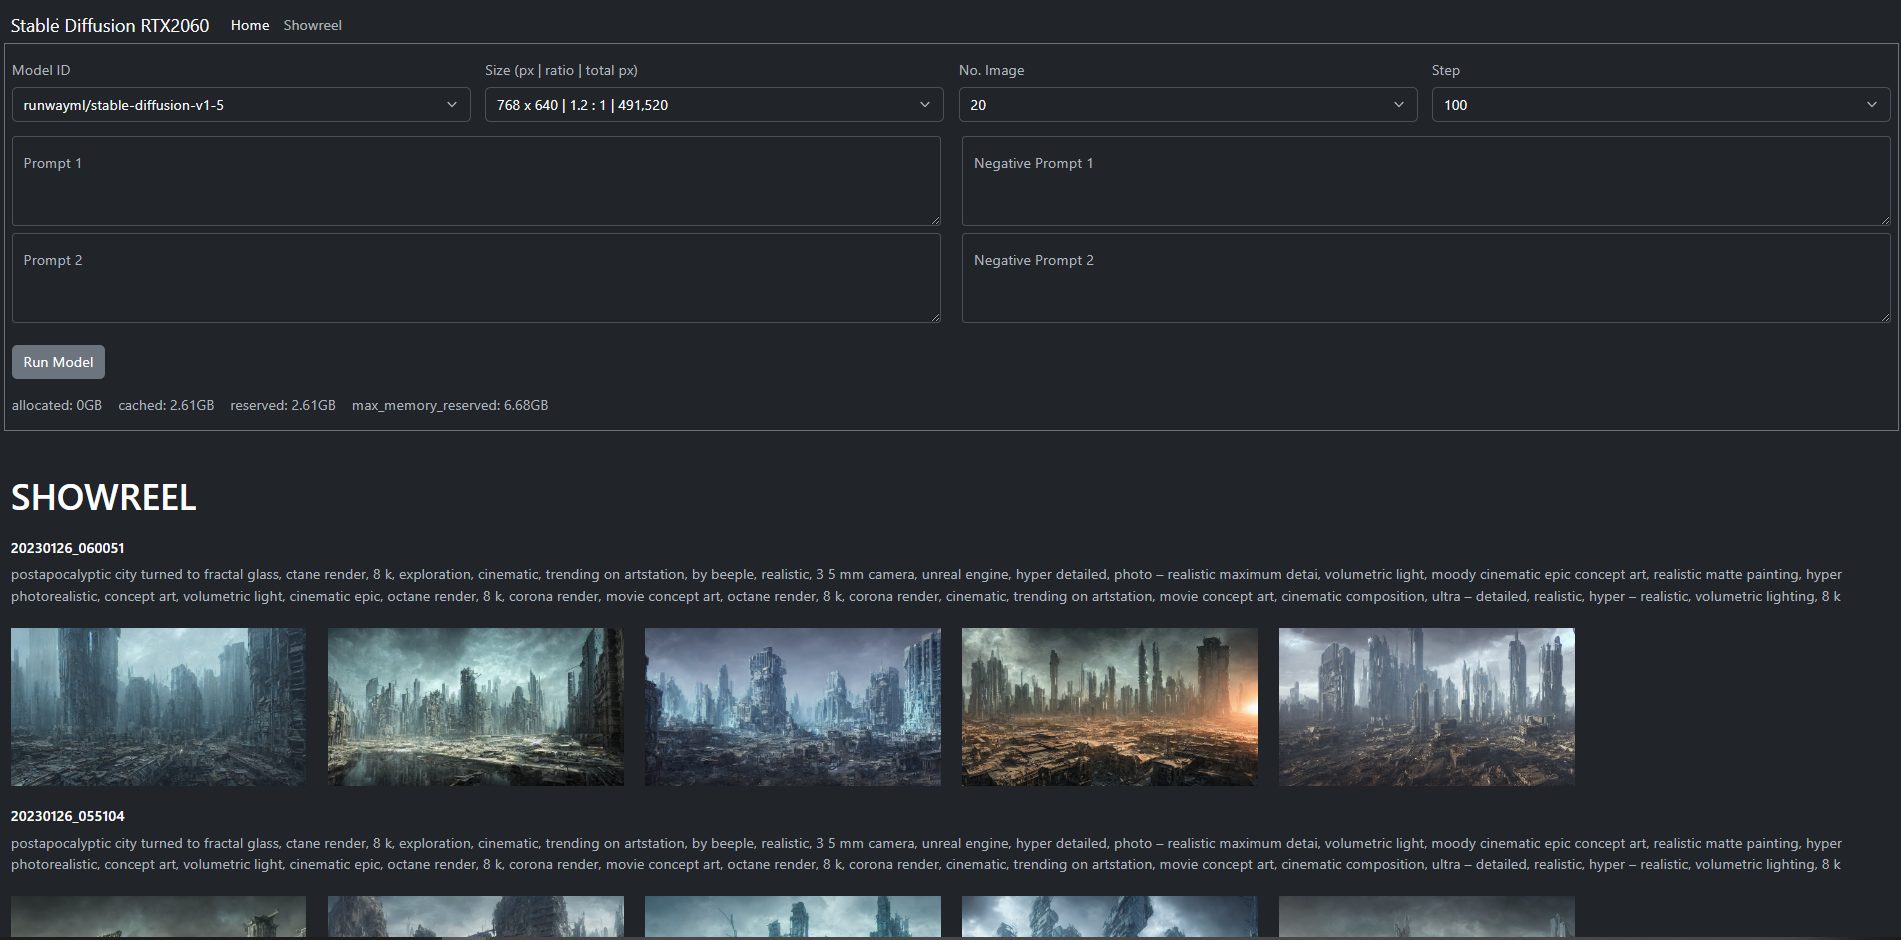 Stable Diffusion RTX2060 Home Showreel
Model ID Size (px | ratio | total px) No. Image Step
runwayml/stable-diffusion-v1-5 768 x 640 | 1.2 : 1 | 491,520 20 100
Prompt 1 Negative Prompt 1
Prompt 2 Negative Prompt 2
Run Model
allocated: 0GB cached: 2.61GB reserved: 2.61GB max_memory_reserved: 6.68GB
SHOWREEL
20230126_060051
postapocalyptic city turned to fractal glass, ctane render, 8 k, exploration, cinematic, trending on artstation, by beeple, realistic, 3 5 mm camera, unreal engine, hyper detailed, photo – realistic maximum detai, volumetric light, moody cinematic epic concept art, realistic matte painting, hyper
photorealistic, concept art, volumetric light, cinematic epic, octane render, 8 k, corona render, movie concept art, octane render, 8 k, corona render, cinematic, trending on artstation, movie concept art, cinematic composition, ultra – detailed, realistic, hyper – realistic, volumetric lighting, 8 k
20230126_055104
postapocalyptic city turned to fractal glass, ctane render, 8 k, exploration, cinematic, trending on artstation, by beeple, realistic, 3 5 mm camera, unreal engine, hyper detailed, photo – realistic maximum detai, volumetric light, moody cinematic epic concept art, realistic matte painting, hyper
photorealistic, concept art, volumetric light, cinematic epic, octane render, 8 k, corona render, movie concept art, octane render, 8 k, corona render, cinematic, trending on artstation, movie concept art, cinematic composition, ultra – detailed, realistic, hyper – realistic, volumetric lighting, 8 k